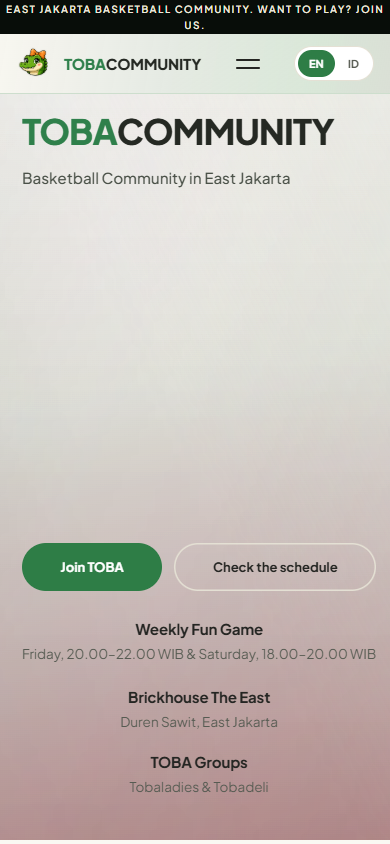 EAST JAKARTA BASKETBALL COMMUNITY. WANT TO PLAY? JOIN
US.
TOBACOMMUNITY
EN
ID
TOBACOMMUNITY
Basketball Community in East Jakarta
Join TOBA
Check the schedule
Weekly Fun Game
Friday, 20.00–22.00 WIB & Saturday, 18.00–20.00 WIB
Brickhouse The East
Duren Sawit, East Jakarta
TOBA Groups
Tobaladies & Tobadeli